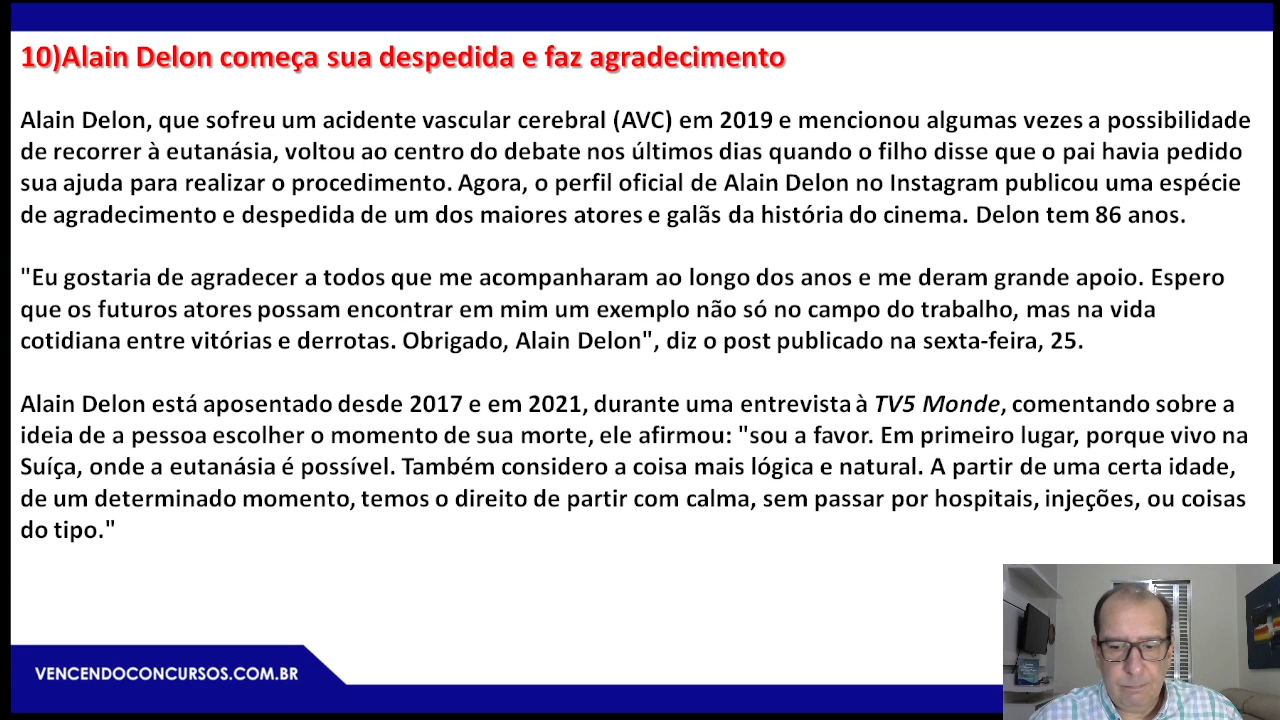 10)Alain Delon começa sua despedida e faz agradecimento
Alain Delon, que sofreu um acidente vascular cerebral (AVC) em 2019 e mencionou algumas vezes a possibilidade
de recorrer à eutanásia, voltou ao centro do debate nos últimos dias quando o filho disse que o pai havia pedido
sua ajuda para realizar o procedimento. Agora, o perfil oficial de Alain Delon no Instagram publicou uma espécie
de agradecimento e despedida de um dos maiores atores e galãs da história do cinema. Delon tem 86 anos.
"Eu gostaria de agradecer a todos que me acompanharam ao longo dos anos e me deram grande apoio. Espero
que os futuros atores possam encontrar em mim um exemplo não só no campo do trabalho, mas na vida
cotidiana entre vitórias e derrotas. Obrigado, Alain Delon", diz o post publicado na sexta-feira, 25.
Alain Delon está aposentado desde 2017 e em 2021, durante uma entrevista à TV5 Monde, comentando sobre a
ideia de a pessoa escolher o momento de sua morte, ele afirmou: "sou a favor. Em primeiro lugar, porque vivo na
Suíça, onde a eutanásia é possível. Também considero a coisa mais lógica e natural. A partir de uma certa idade,
de um determinado momento, temos o direito de partir com calma, sem passar por hospitais, injeções, ou coisas
do tipo."
VENCENDOCONCURSOS.COM.BR